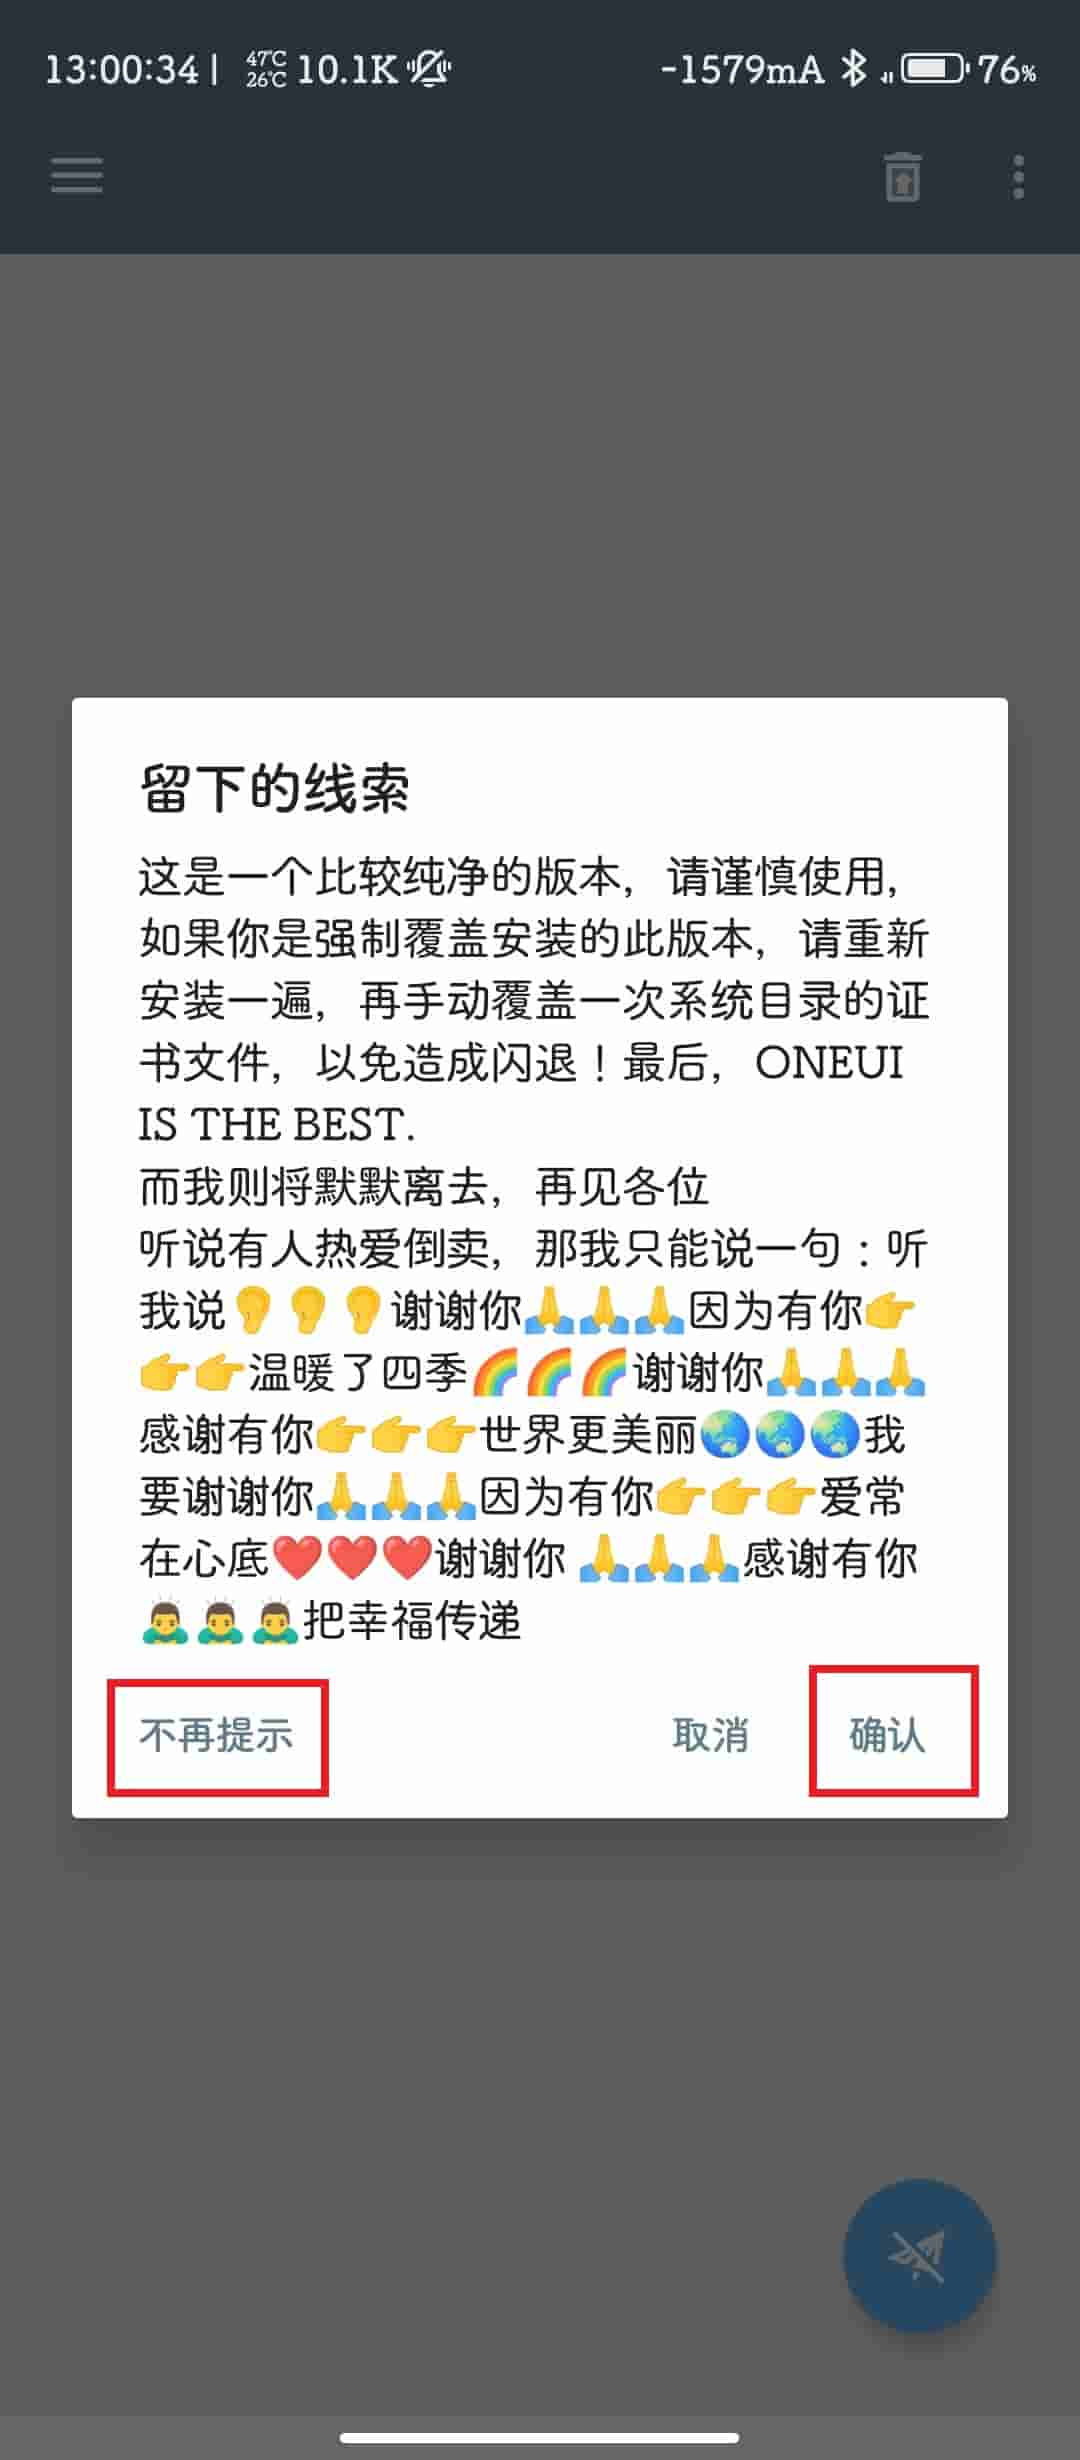 13:00:34 | 47℃ 26℃ 10.1K -1579mA 76%
留下的线索
这是一个比较纯净的版本，请谨慎使用，
如果你是强制覆盖安装的此版本，请重新
安装一遍，再手动覆盖一次系统目录的证
书文件，以免造成闪退！最后，ONEUI
IS THE BEST.
而我则将默默离去，再见各位
听说有人热爱倒卖，那我只能说一句：听
我说👂👂👂谢谢你🙏🙏🙏因为有你👉
👉👉温暖了四季🌈🌈🌈谢谢你🙏🙏🙏
感谢有你👉👉👉世界更美丽🌏🌏🌏我
要谢谢你🙏🙏🙏因为有你👉👉👉爱常
在心底❤️❤️❤️谢谢你 🙏🙏🙏感谢有你
🙇‍♂️🙇‍♂️🙇‍♂️把幸福传递
不再提示 取消 确认